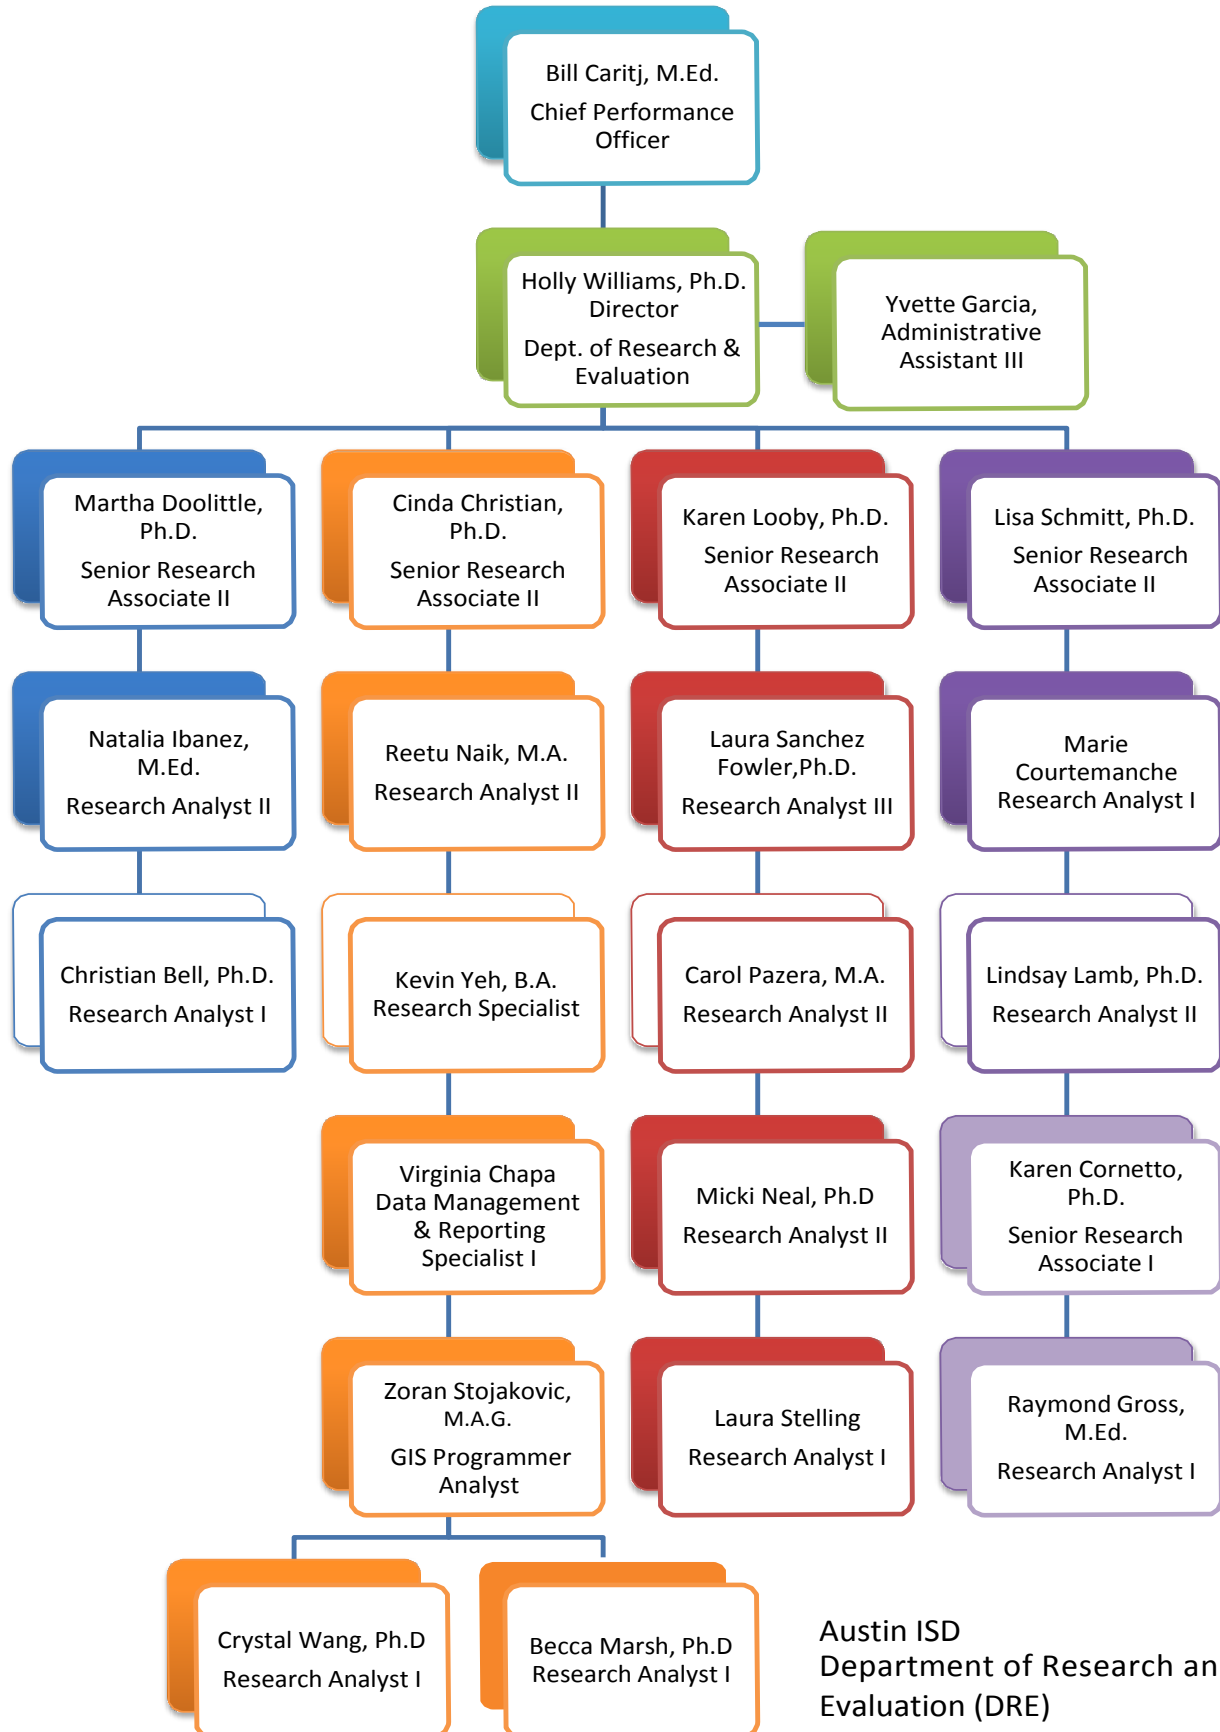 Bill Caritj, M.Ed.
Chief Performance
Officer
Holly Williams, Ph.D.
Director
Dept. of Research &
Evaluation
Yvette Garcia,
Administrative
Assistant III
Martha Doolittle,
Ph.D.
Senior Research
Associate II
Cinda Christian,
Ph.D.
Senior Research
Associate II
Karen Looby, Ph.D.
Senior Research
Associate II
Lisa Schmitt, Ph.D.
Senior Research
Associate II
Natalia Ibanez,
M.Ed.
Research Analyst II
Reetu Naik, M.A.
Research Analyst II
Laura Sanchez
Fowler,Ph.D.
Research Analyst III
Marie
Courtemanche
Research Analyst I
Christian Bell, Ph.D.
Research Analyst I
Kevin Yeh, B.A.
Research Specialist
Carol Pazera, M.A.
Research Analyst II
Lindsay Lamb, Ph.D.
Research Analyst II
Virginia Chapa
Data Management
& Reporting
Specialist I
Micki Neal, Ph.D
Research Analyst II
Karen Cornetto,
Ph.D.
Senior Research
Associate I
Zoran Stojakovic,
M.A.G.
GIS Programmer
Analyst
Laura Stelling
Research Analyst I
Raymond Gross,
M.Ed.
Research Analyst I
Crystal Wang, Ph.D
Research Analyst I
Becca Marsh, Ph.D
Research Analyst I
Austin ISD
Department of Research an
Evaluation (DRE)